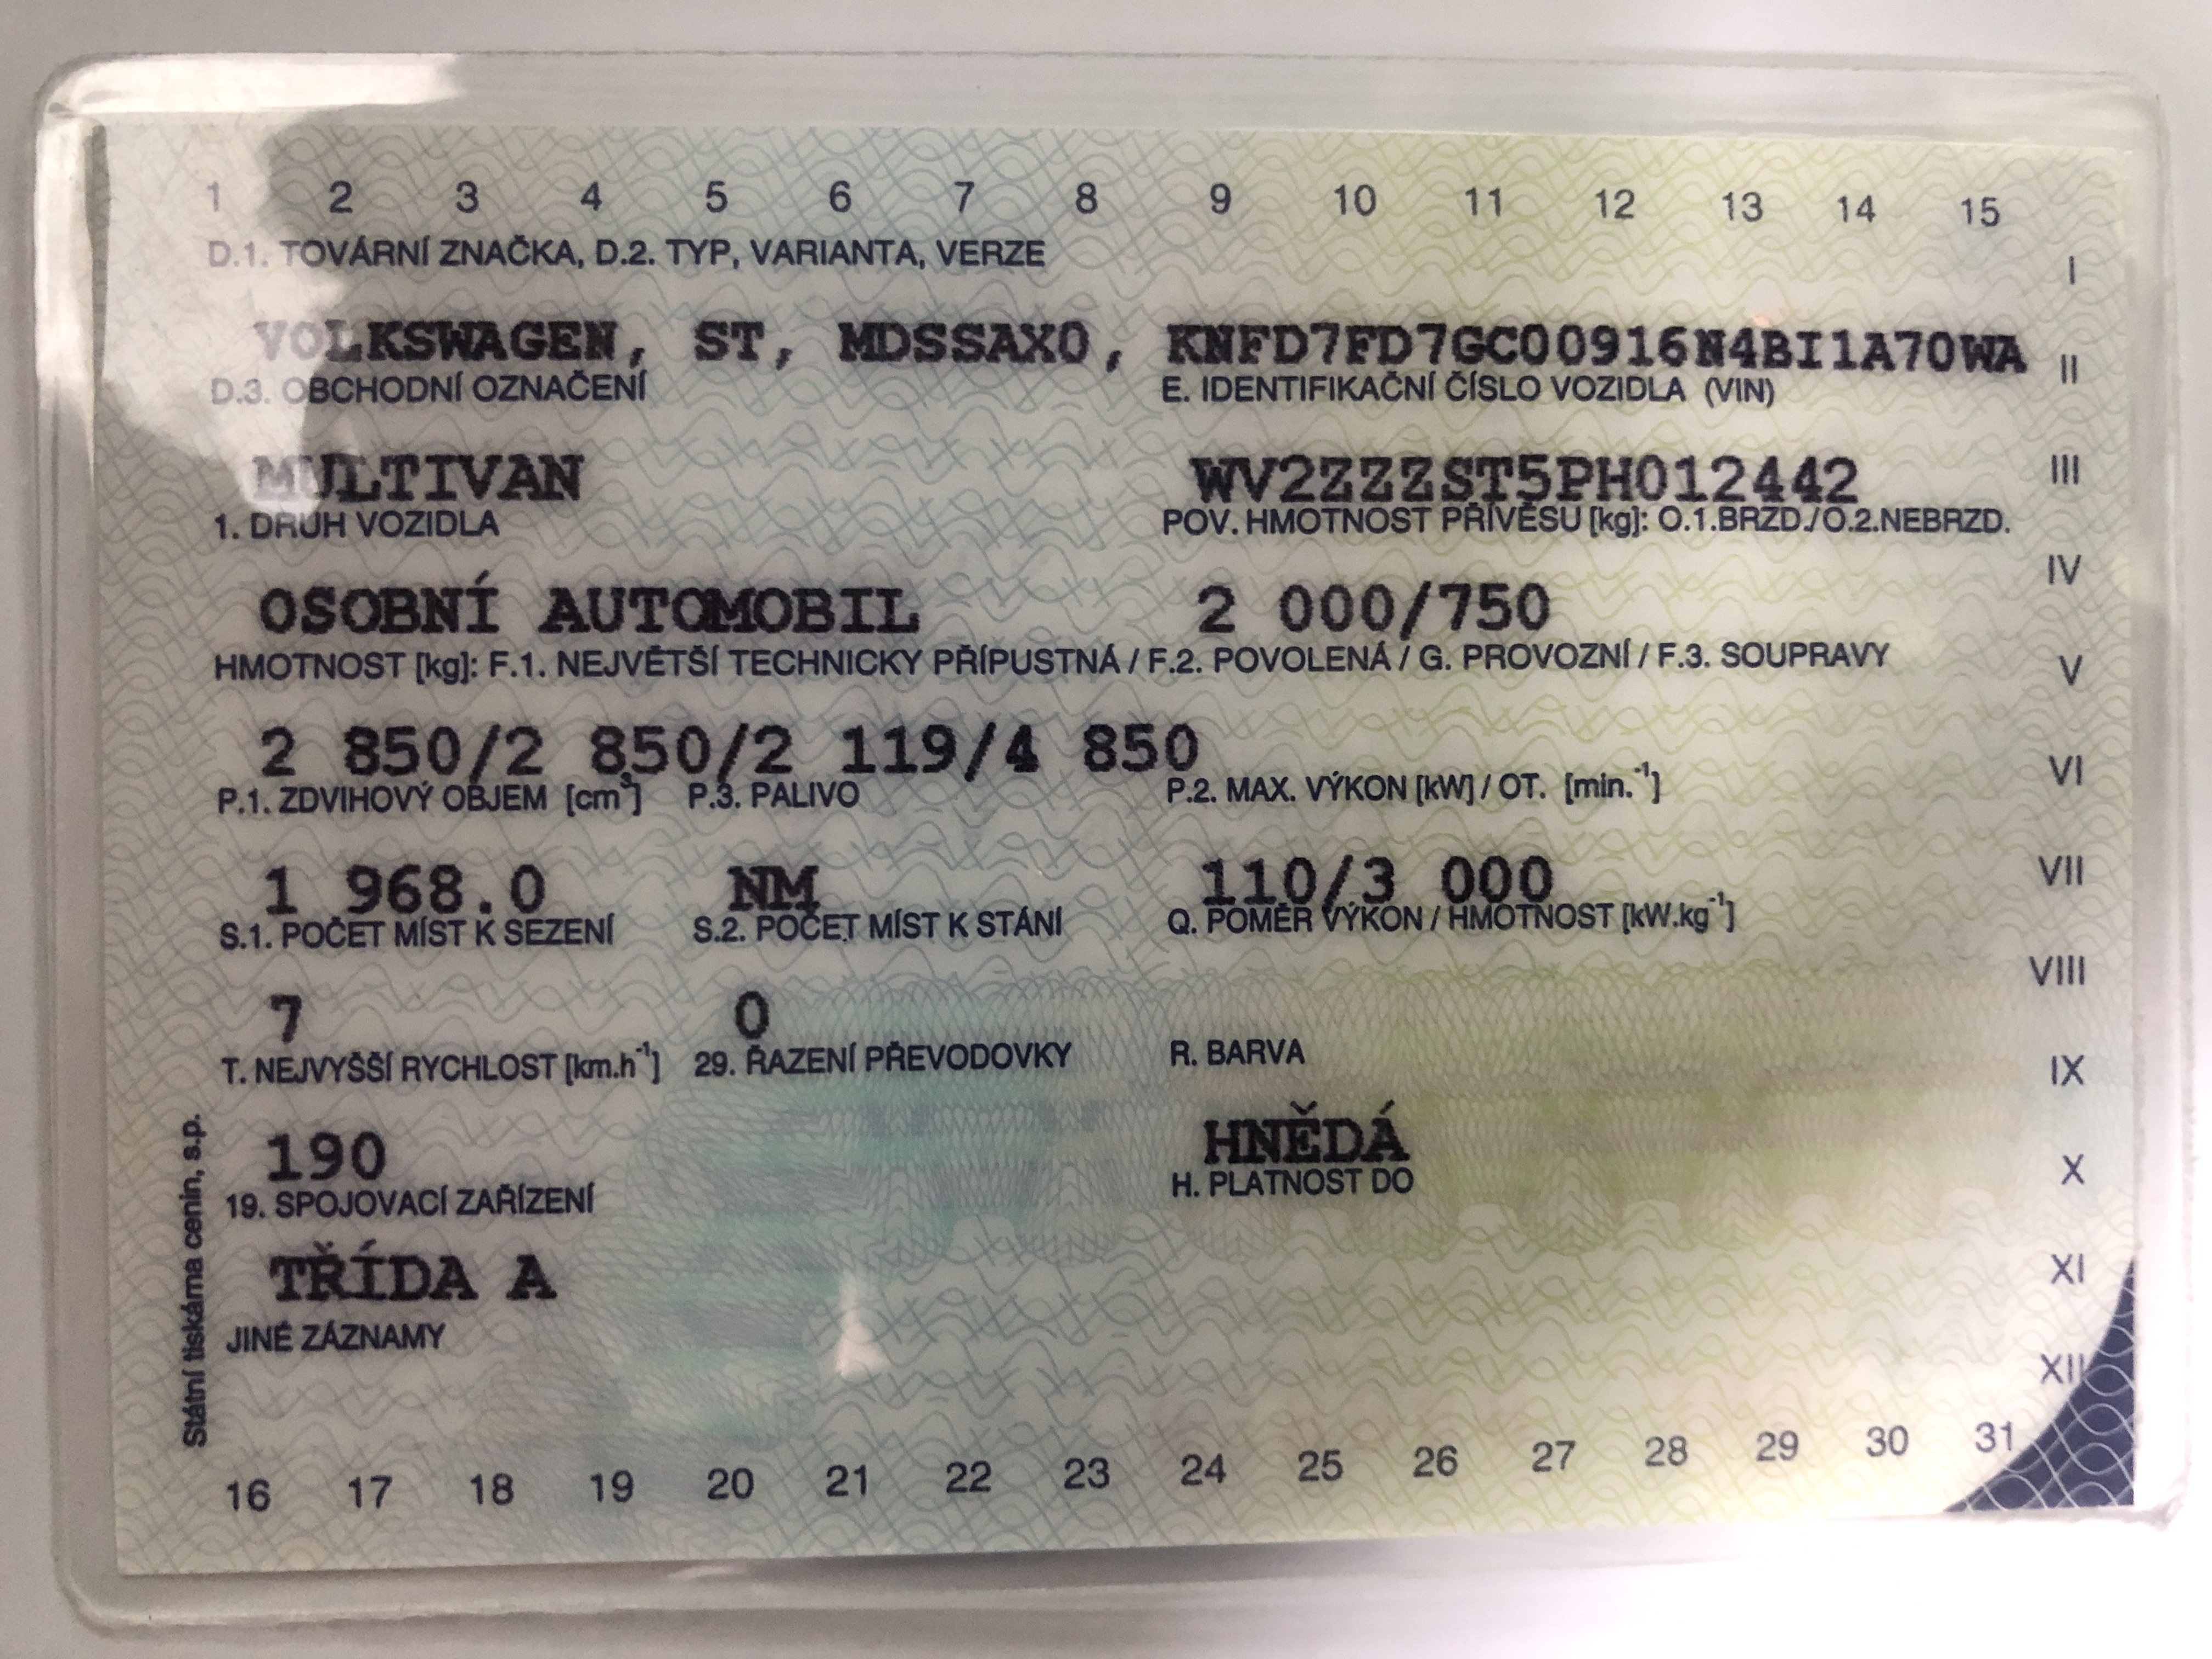 1 2 3 4 5 6 7 8 9 10 11 12 13 14 15
D.1. TOVÁRNÍ ZNAČKA, D.2. TYP, VARIANTA, VERZE
I
VOLKSWAGEN, ST, MDSSAX0, KNFD7FD7GC00916N4BI1A70WA
II
D.3. OBCHODNÍ OZNAČENÍ E. IDENTIFIKAČNÍ ČÍSLO VOZIDLA (VIN)
MULTIVAN WV2ZZZST5PH012442
III
1. DRUH VOZIDLA POV. HMOTNOST PŘÍVĚSU [kg]: O.1.BRZD./O.2.NEBRZD.
IV
OSOBNÍ AUTOMOBIL 2 000/750
HMOTNOST [kg]: F.1. NEJVĚTŠÍ TECHNICKY PŘÍPUSTNÁ / F.2. POVOLENÁ / G. PROVOZNÍ / F.3. SOUPRAVY
V
2 850/2 850/2 119/4 850
VI
P.1. ZDVIHOVÝ OBJEM [cm³] P.3. PALIVO P.2. MAX. VÝKON [kW] / OT. [min.⁻¹]
1 968.0 NM 110/3 000
VII
S.1. POČET MÍST K SEZENÍ S.2. POČET MÍST K STÁNÍ Q. POMĚR VÝKON / HMOTNOST [kW.kg⁻¹]
VIII
7 0
T. NEJVYŠŠÍ RYCHLOST [km.h⁻¹] 29. ŘAZENÍ PŘEVODOVKY R. BARVA
IX
190 HNĚDÁ
X
19. SPOJOVACÍ ZAŘÍZENÍ H. PLATNOST DO
TŘÍDA A
XI
JINÉ ZÁZNAMY
XII
Státní tiskárna cenin, s.p.
16 17 18 19 20 21 22 23 24 25 26 27 28 29 30 31